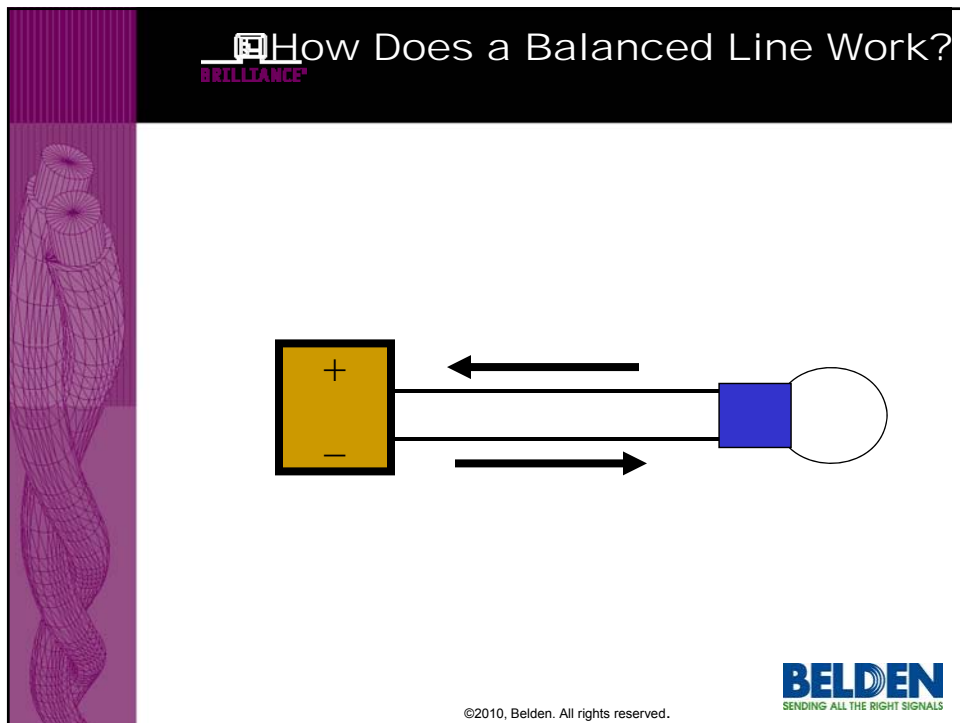 How Does a Balanced Line Work?
BRILLIANCE®
+
–
BELDEN
SENDING ALL THE RIGHT SIGNALS
©2010, Belden. All rights reserved.